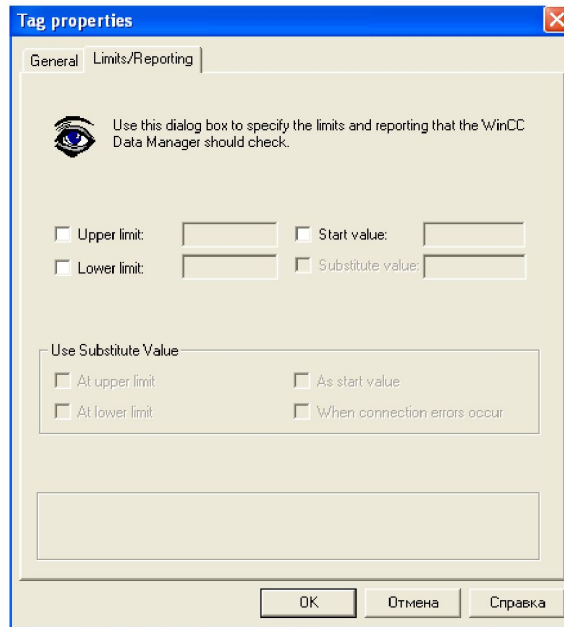 Tag properties
General Limits/Reporting
Use this dialog box to specify the limits and reporting that the WinCC
Data Manager should check.
Upper limit: Start value:
Lower limit: Substitute value:
Use Substitute Value
At upper limit As start value
At lower limit When connection errors occur
OK Отмена Справка